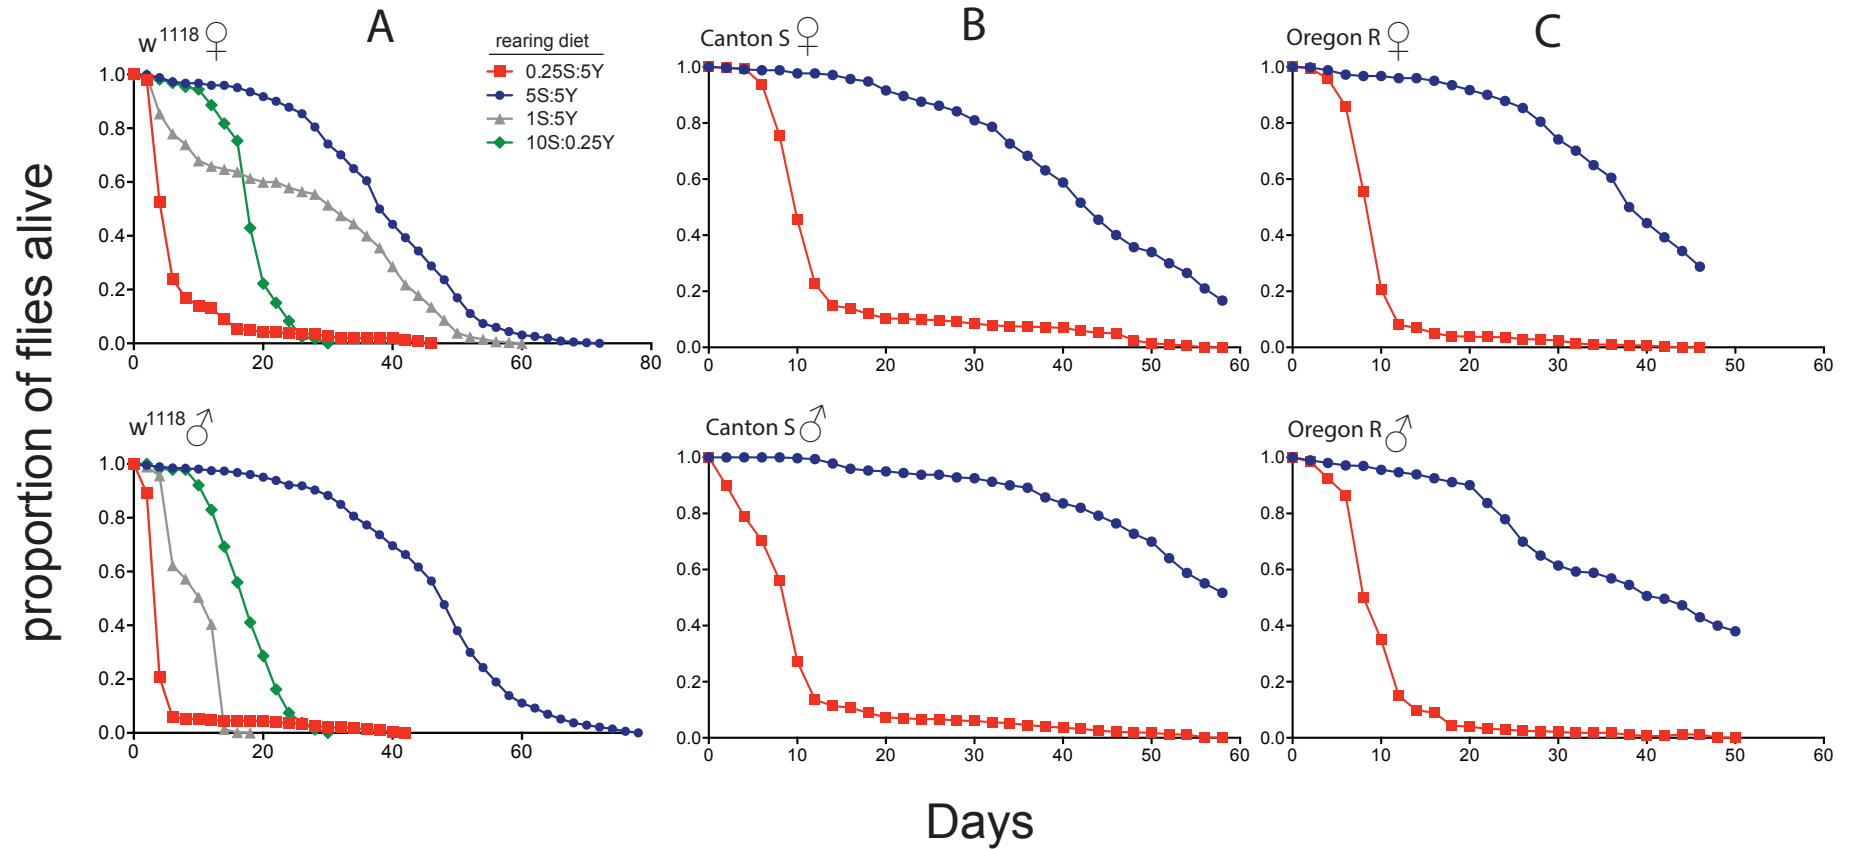 A
B
C
w1118 ♀
Canton S ♀
Oregon R ♀
rearing diet
0.25S:5Y
5S:5Y
1S:5Y
10S:0.25Y
1.0
0.8
0.6
0.4
0.2
0.0
0 20 40 60 80
1.0
0.8
0.6
0.4
0.2
0.0
0 10 20 30 40 50 60
1.0
0.8
0.6
0.4
0.2
0.0
0 10 20 30 40 50 60
proportion of flies alive
w1118 ♂
Canton S ♂
Oregon R ♂
1.0
0.8
0.6
0.4
0.2
0.0
0 20 40 60
1.0
0.8
0.6
0.4
0.2
0.0
0 10 20 30 40 50 60
1.0
0.8
0.6
0.4
0.2
0.0
0 10 20 30 40 50 60
Days